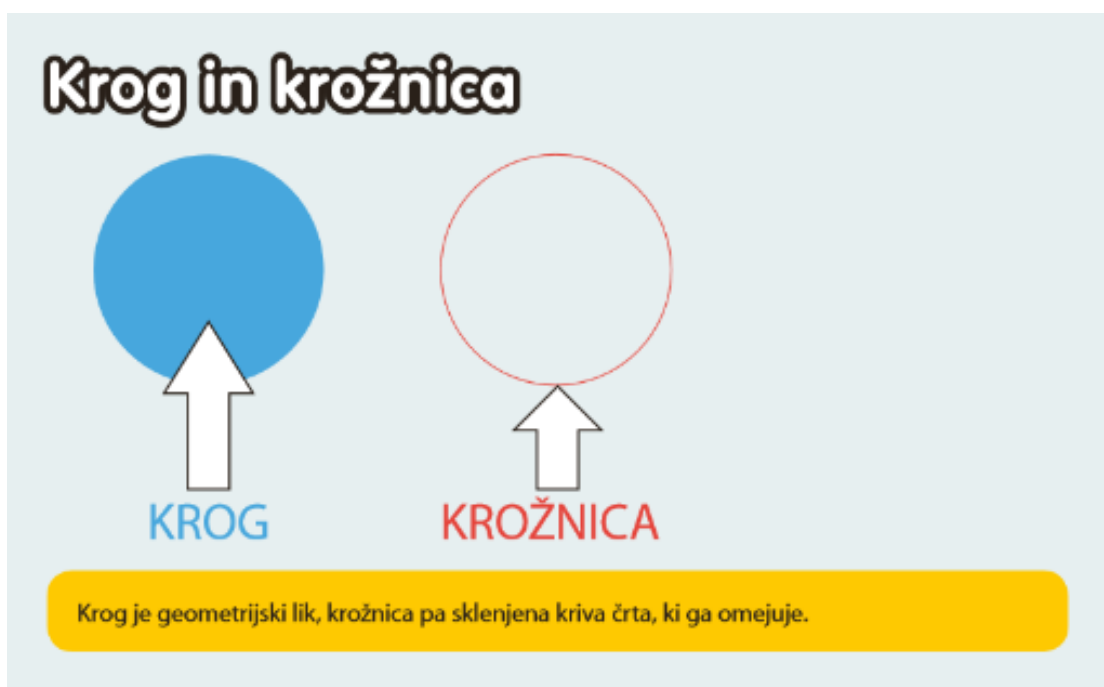 Krog in krožnica
KROG
KROŽNICA
Krog je geometrijski lik, krožnica pa sklenjena kriva črta, ki ga omejuje.